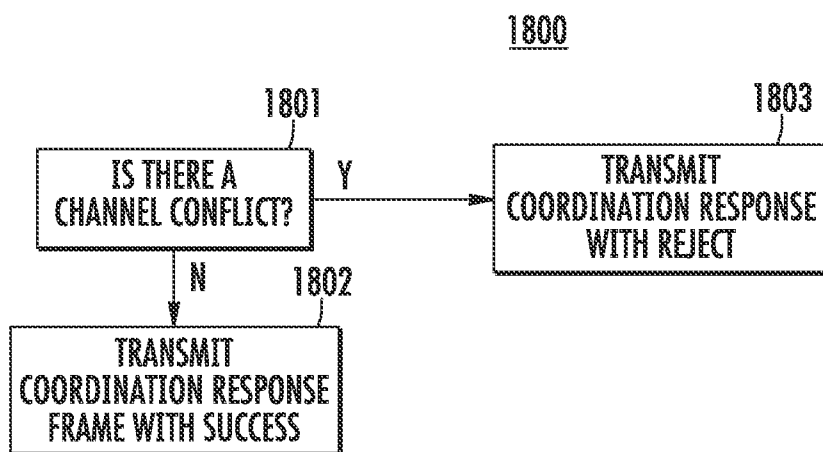 1800
1801
IS THERE A
CHANNEL CONFLICT?
Y
1803
TRANSMIT
COORDINATION RESPONSE
WITH REJECT
N
1802
TRANSMIT
COORDINATION RESPONSE
FRAME WITH SUCCESS